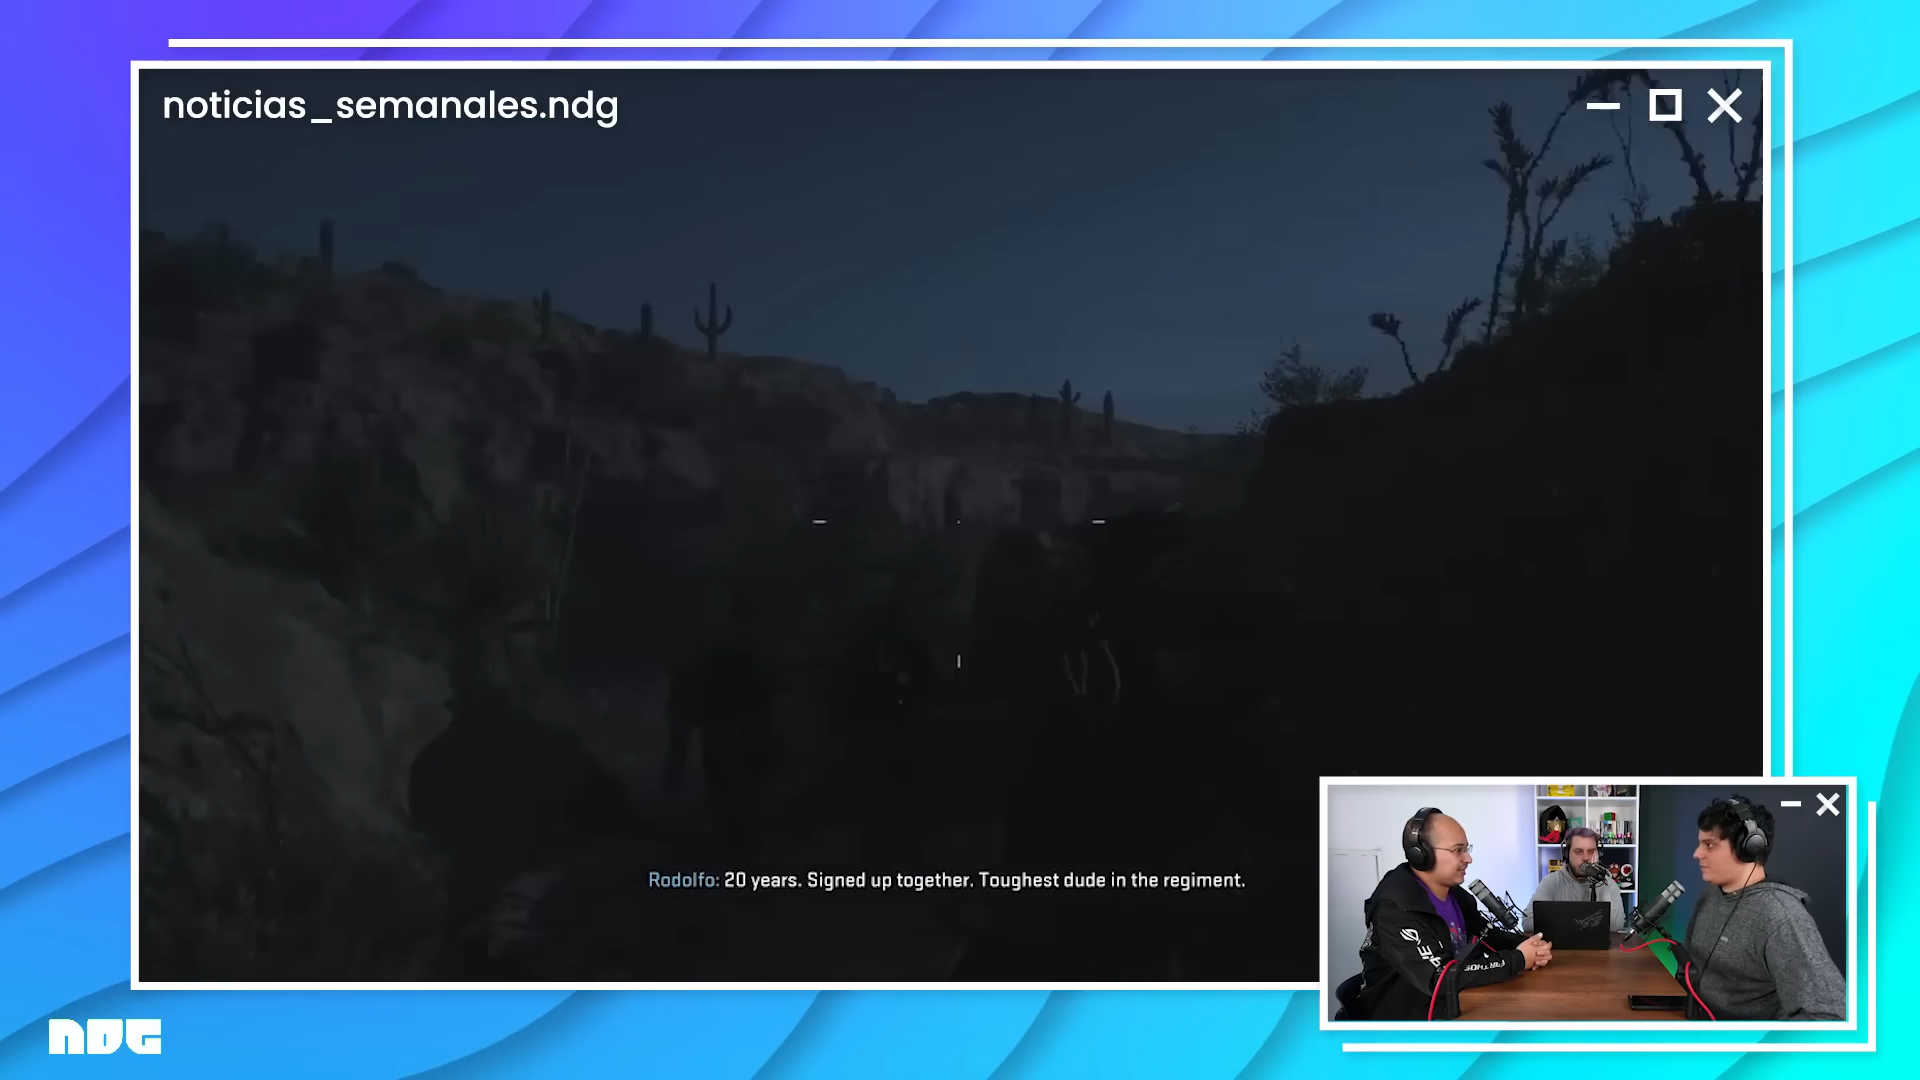 noticias_semanales.ndg
Rodolfo: 20 years. Signed up together. Toughest dude in the regiment.
NDG